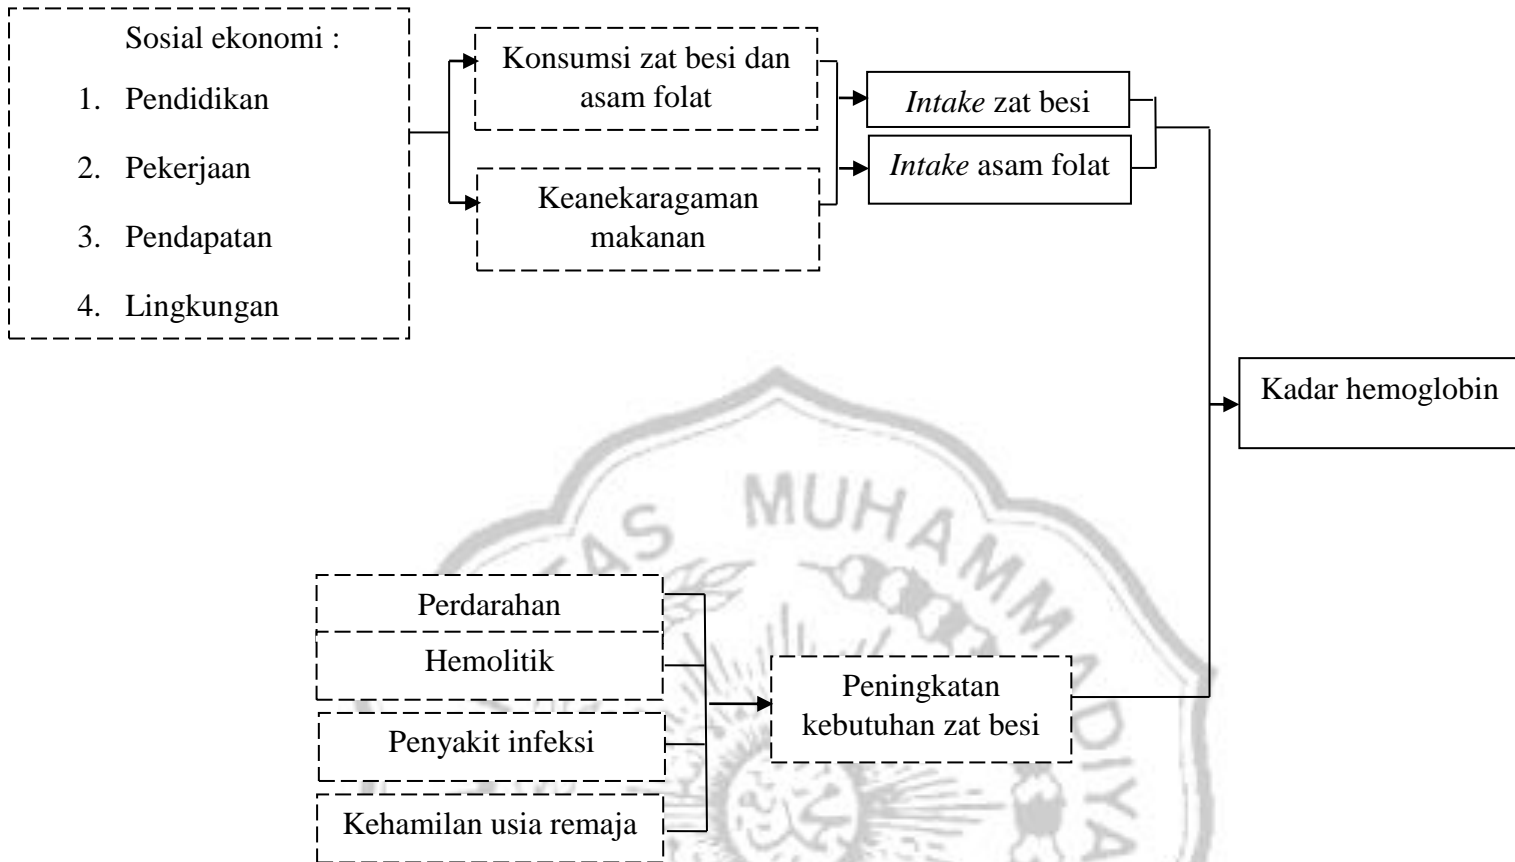 Sosial ekonomi :
1. Pendidikan
2. Pekerjaan
3. Pendapatan
4. Lingkungan
Konsumsi zat besi dan
asam folat
Keanekaragaman
makanan
Intake zat besi
Intake asam folat
Kadar hemoglobin
Perdarahan
Hemolitik
Penyakit infeksi
Kehamilan usia remaja
Peningkatan
kebutuhan zat besi
TAS MUHAMMADIYA